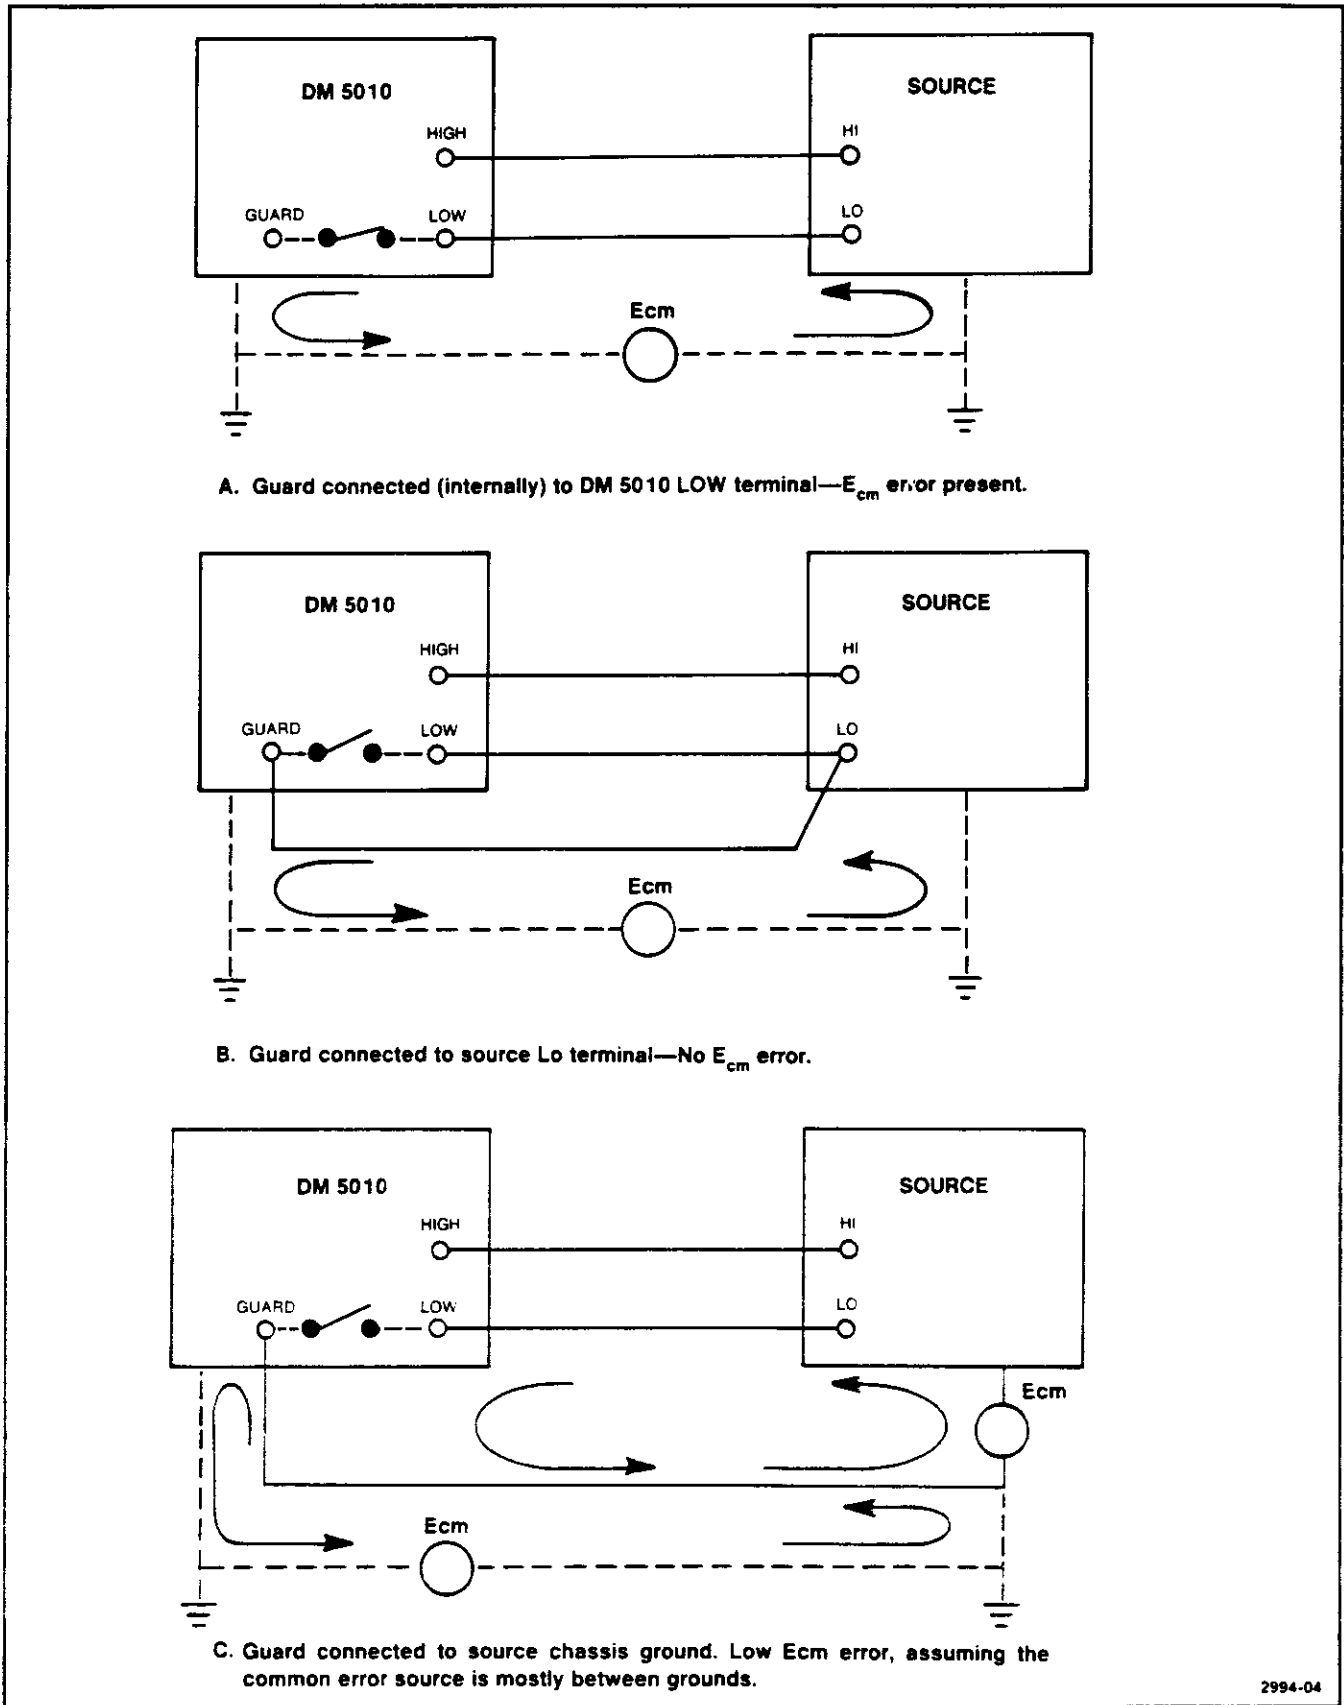 DM 5010
SOURCE
HIGH
HI
GUARD
LOW
LO
Ecm
A. Guard connected (internally) to DM 5010 LOW terminal—Ecm error present.
DM 5010
SOURCE
HIGH
HI
GUARD
LOW
LO
Ecm
B. Guard connected to source Lo terminal—No Ecm error.
DM 5010
SOURCE
HIGH
HI
GUARD
LOW
LO
Ecm
Ecm
C. Guard connected to source chassis ground. Low Ecm error, assuming the
common error source is mostly between grounds.
2994-04